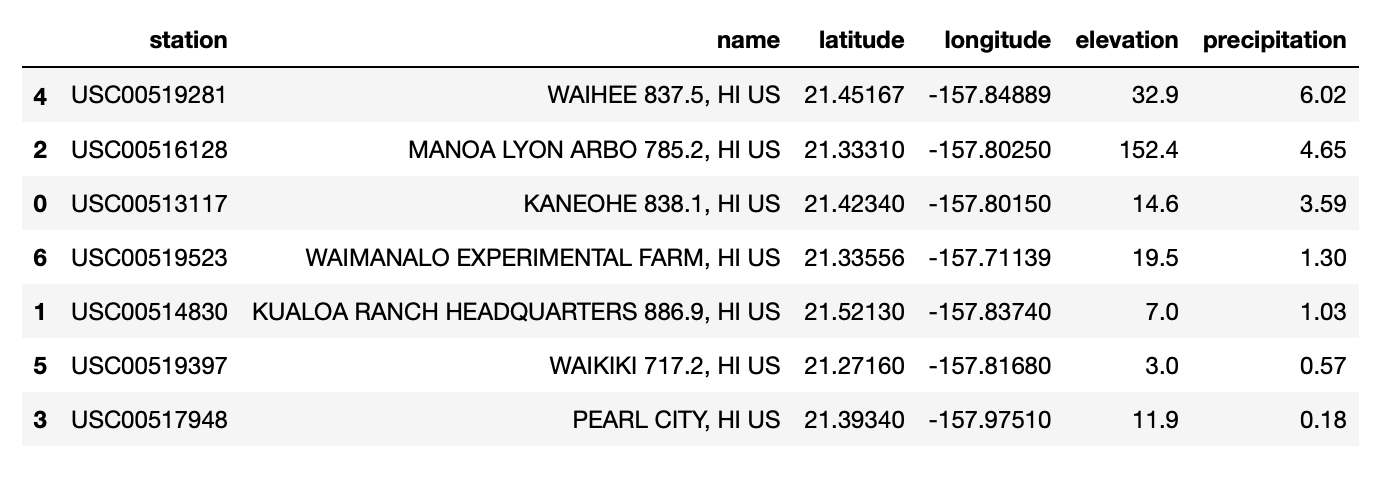 station name latitude longitude elevation precipitation
4 USC00519281 WAIHEE 837.5, HI US 21.45167 -157.84889 32.9 6.02
2 USC00516128 MANOA LYON ARBO 785.2, HI US 21.33310 -157.80250 152.4 4.65
0 USC00513117 KANEOHE 838.1, HI US 21.42340 -157.80150 14.6 3.59
6 USC00519523 WAIMANALO EXPERIMENTAL FARM, HI US 21.33556 -157.71139 19.5 1.30
1 USC00514830 KUALOA RANCH HEADQUARTERS 886.9, HI US 21.52130 -157.83740 7.0 1.03
5 USC00519397 WAIKIKI 717.2, HI US 21.27160 -157.81680 3.0 0.57
3 USC00517948 PEARL CITY, HI US 21.39340 -157.97510 11.9 0.18